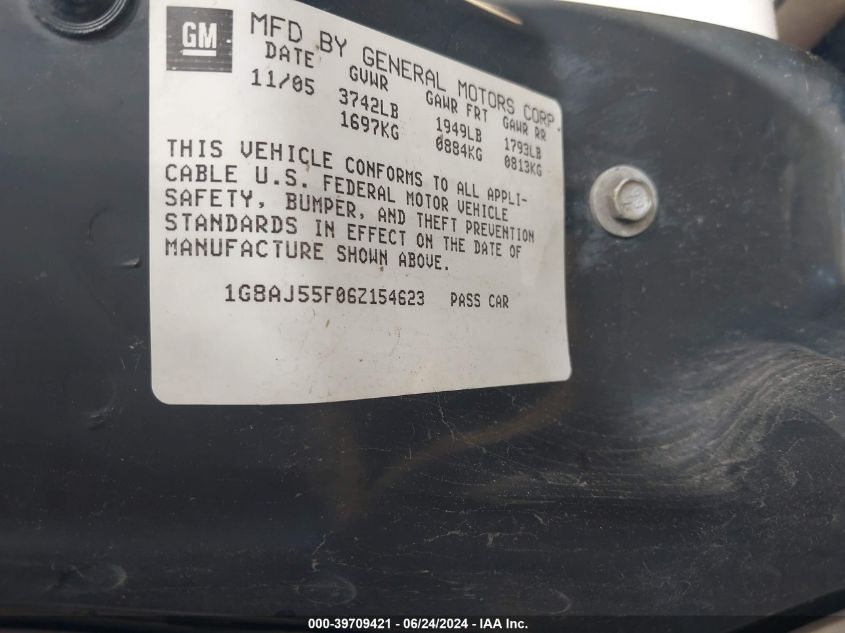 GM
MFD BY GENERAL MOTORS CORP.
DATE GVWR GAWR FRT GAWR RR
11/05 3742LB 1949LB 1793LB
1697KG 0884KG 0813KG
THIS VEHICLE CONFORMS TO ALL APPLI-
CABLE U.S. FEDERAL MOTOR VEHICLE
SAFETY, BUMPER, AND THEFT PREVENTION
STANDARDS IN EFFECT ON THE DATE OF
MANUFACTURE SHOWN ABOVE.
1G8AJ55F06Z154623 PASS CAR
000-39709421 - 06/24/2024 - IAA Inc.